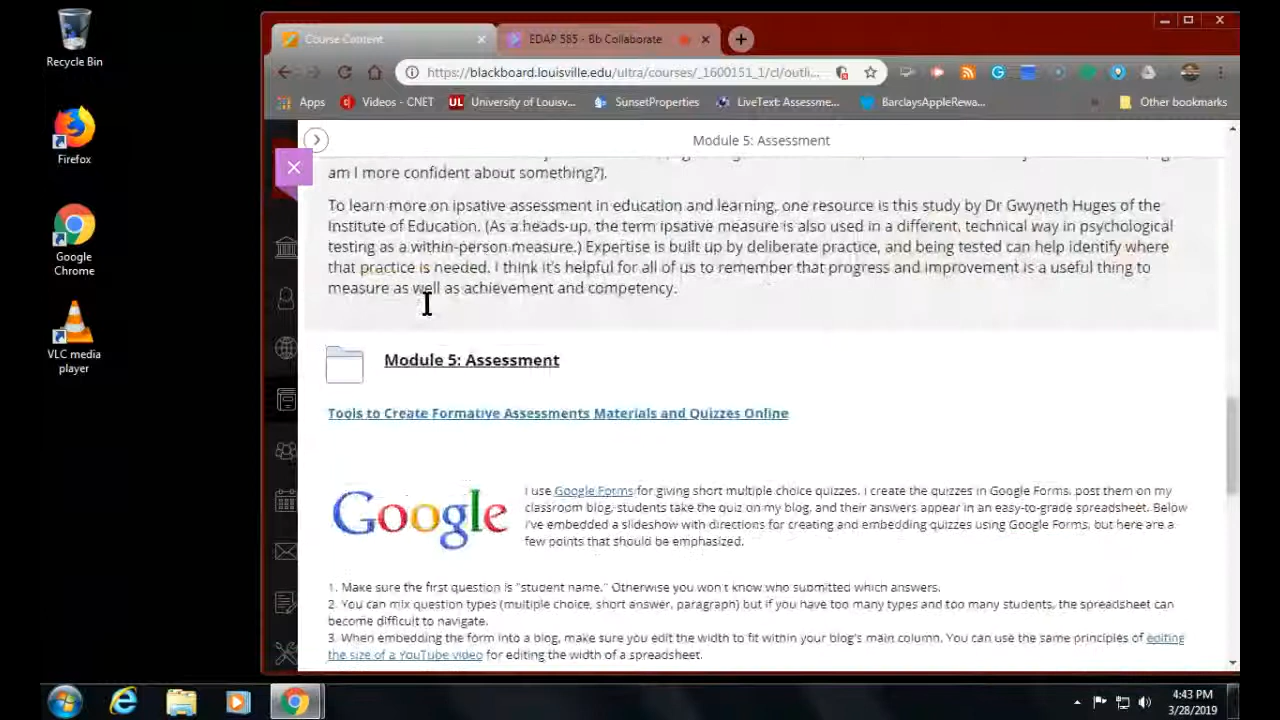 Recycle Bin
Firefox
Google
Chrome
VLC media
player
Course Content
EDAP 585 - Bb Collaborate
https://blackboard.louisville.edu/ultra/courses/_1600151_1/cl/outli...
Apps
Videos - CNET
UL University of Louisv...
SunsetProperties
LiveText: Assessme...
BarclaysAppleRewa...
Other bookmarks
Module 5: Assessment
am I more confident about something?).
To learn more on ipsative assessment in education and learning, one resource is this study by Dr Gwyneth Huges of the
Institute of Education. (As a heads-up, the term ipsative measure is also used in a different, technical way in psychological
testing as a within-person measure.) Expertise is built up by deliberate practice, and being tested can help identify where
that practice is needed. I think it's helpful for all of us to remember that progress and improvement is a useful thing to
measure as well as achievement and competency.
Module 5: Assessment
Tools to Create Formative Assessments Materials and Quizzes Online
Google
I use Google Forms for giving short multiple choice quizzes. I create the quizzes in Google Forms, post them on my
classroom blog, students take the quiz on my blog, and their answers appear in an easy-to-grade spreadsheet. Below
I've embedded a slideshow with directions for creating and embedding quizzes using Google Forms, but here are a
few points that should be emphasized.
1. Make sure the first question is "student name." Otherwise you won't know who submitted which answers.
2. You can mix question types (multiple choice, short answer, paragraph) but if you have too many types and too many students, the spreadsheet can
become difficult to navigate.
3. When embedding the form into a blog, make sure you edit the width to fit within your blog's main column. You can use the same principles of editing
the size of a YouTube video for editing the width of a spreadsheet.
4:43 PM
3/28/2019